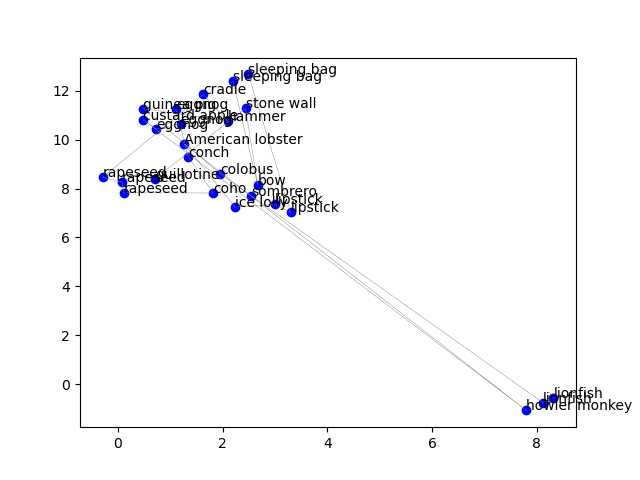 sleeping bag
sleeping bag
cradle
guinea pig
eggnog
stone wall
custard apple
eggnog
hammer
eggnog
American lobster
conch
colobus
rapeseed
rapeseed
guillotine
bow
rapeseed
coho
sombrero
ice lolly
lipstick
lipstick
lionfish
lionfish
howler monkey
12
10
8
6
4
2
0
0
2
4
6
8